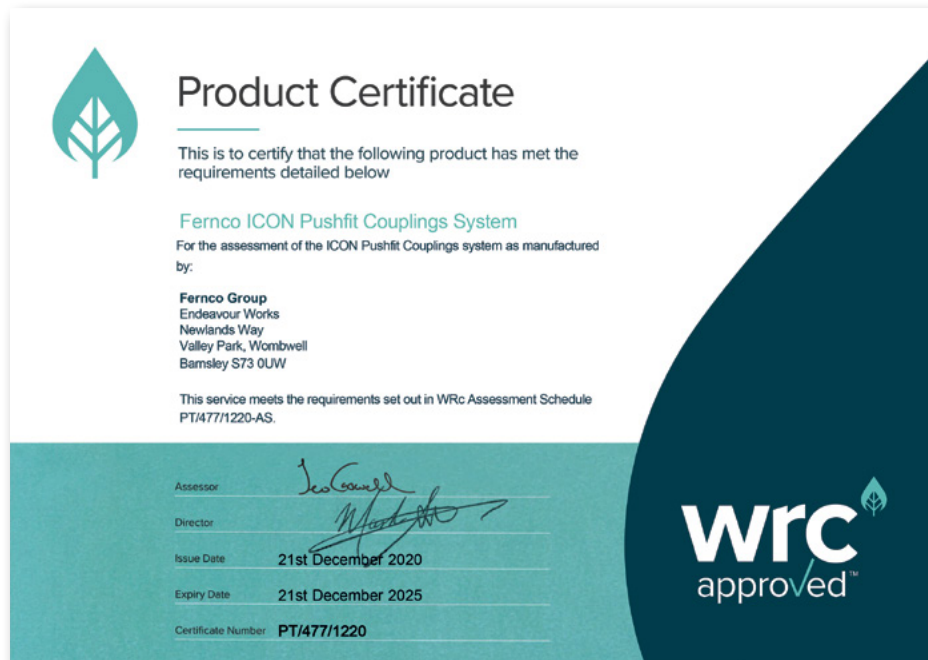 Product Certificate
This is to certify that the following product has met the
requirements detailed below
Fernco ICON Pushfit Couplings System
For the assessment of the ICON Pushfit Couplings system as manufactured
by:
Fernco Group
Endeavour Works
Newlands Way
Valley Park, Wombwell
Barnsley S73 0UW
This service meets the requirements set out in WRc Assessment Schedule
PT/477/1220-AS.
Assessor
Director
Issue Date 21st December 2020
Expiry Date 21st December 2025
Certificate Number PT/477/1220
wrc
approved™